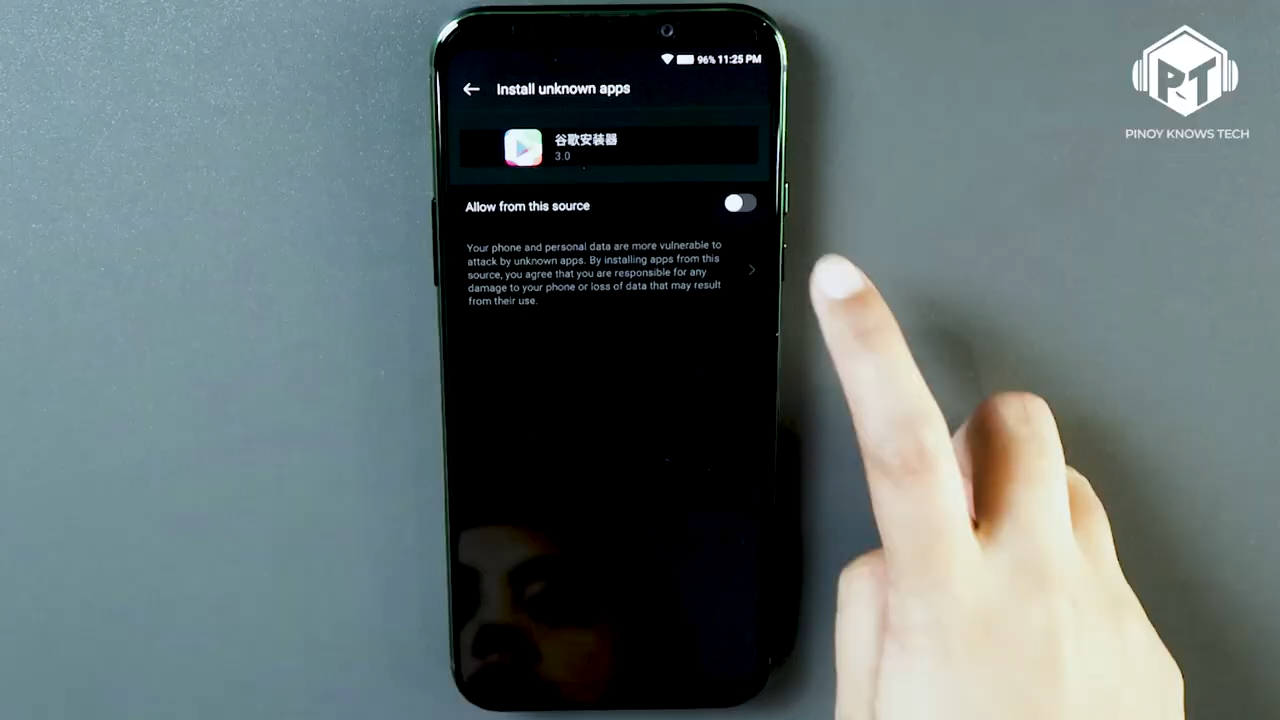 96% 11:25 PM
Install unknown apps
谷歌安装器
3.0
Allow from this source
Your phone and personal data are more vulnerable to
attack by unknown apps. By installing apps from this
source, you agree that you are responsible for any
damage to your phone or loss of data that may result
from their use.
PT
PINOY KNOWS TECH